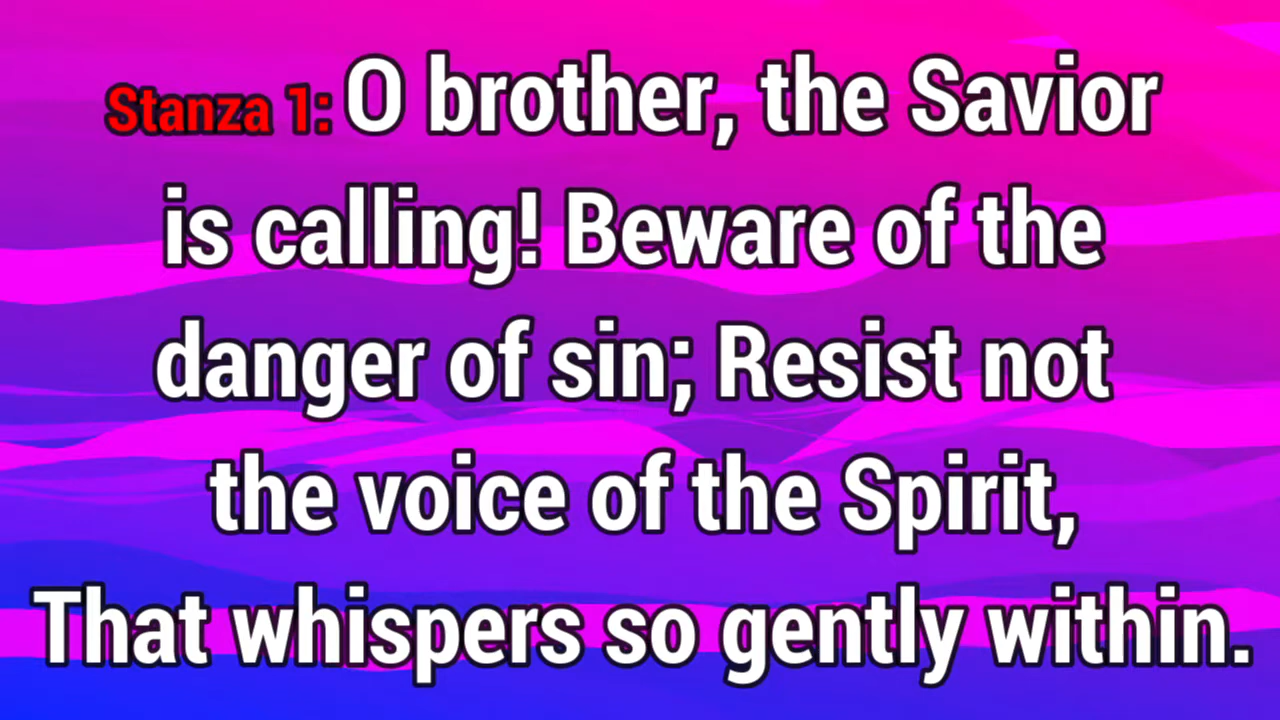 Stanza 1: O brother, the Savior
is calling! Beware of the
danger of sin; Resist not
the voice of the Spirit,
That whispers so gently within.